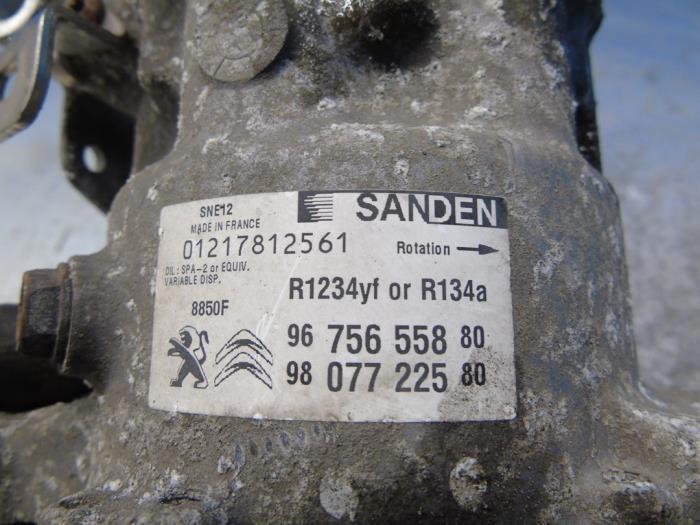 SNE12
SANDEN
MADE IN FRANCE
01217812561
Rotation
OIL: SPA-2 or EQUIV.
VARIABLE DISP.
R1234yf or R134a
8850F
96 756 558 80
98 077 225 80